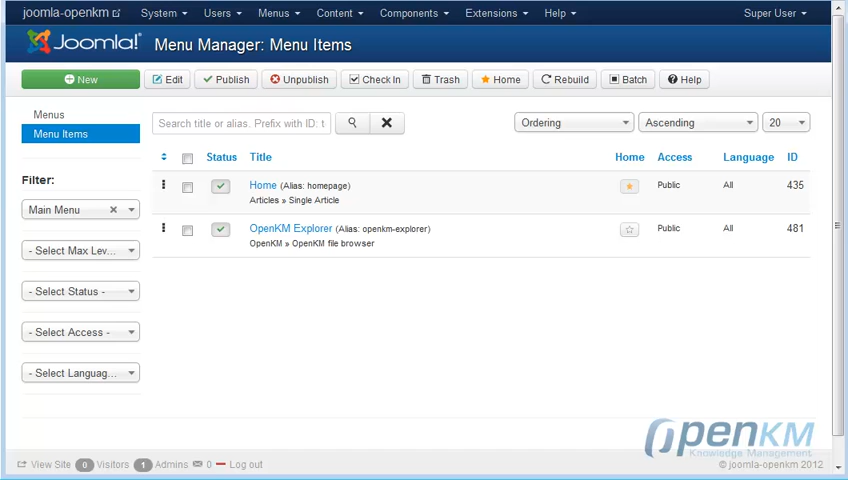 joomla-openkm System Users Menus Content Components Extensions Help Super User
Joomla!® Menu Manager: Menu Items
New Edit Publish Unpublish Check In Trash Home Rebuild Batch Help
Menus
Menu Items
Search title or alias. Prefix with ID: t
Ordering Ascending 20
Status Title Home Access Language ID
Filter:
Home (Alias: homepage) Public All 435
Articles » Single Article
Main Menu
OpenKM Explorer (Alias: openkm-explorer) Public All 481
OpenKM » OpenKM file browser
- Select Max Lev...
- Select Status -
- Select Access -
- Select Languag...
OpenKM
Knowledge Management
View Site 0 Visitors 1 Admins 0 Log out © joomla-openkm 2012